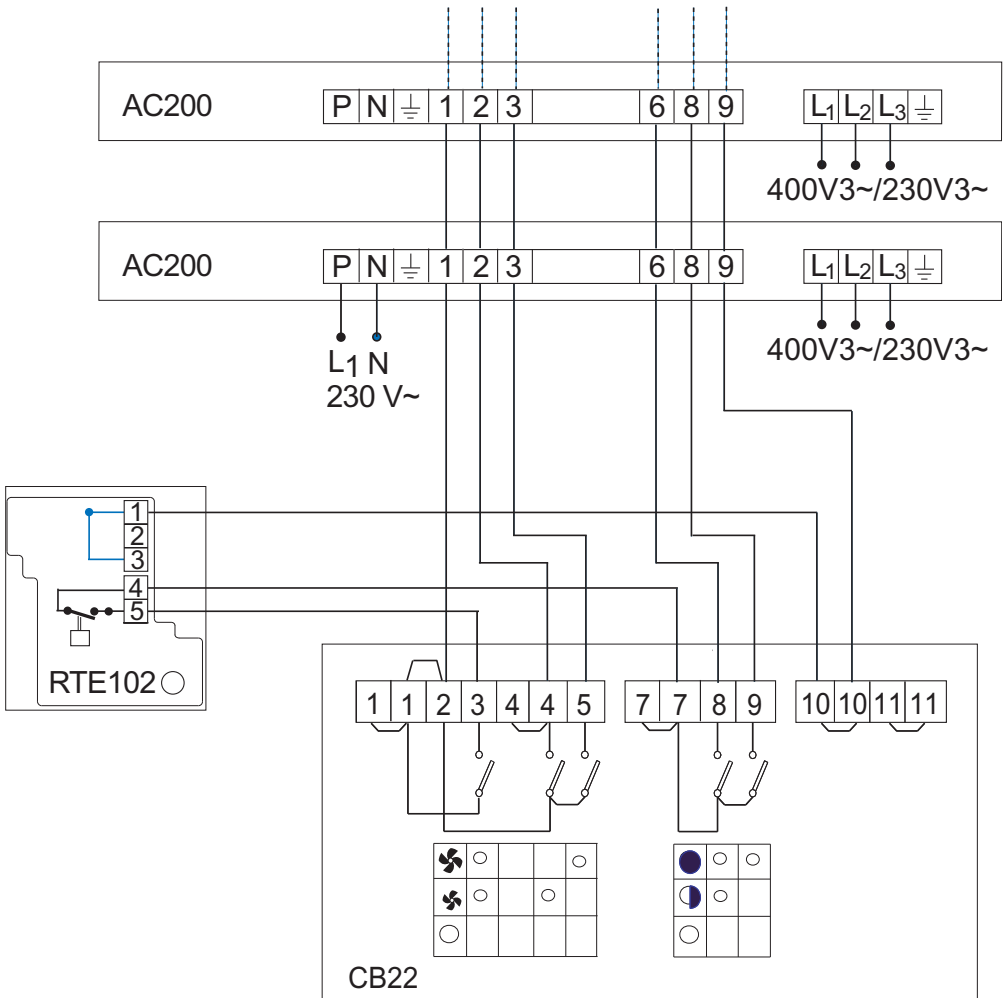 AC200 P N 1 2 3 6 8 9 L1 L2 L3
400V3~/230V3~
AC200 P N 1 2 3 6 8 9 L1 L2 L3
L1 N
230 V~
400V3~/230V3~
1
2
3
4
5
RTE102
1 1 2 3 4 4 5 7 7 8 9 10 10 11 11
CB22